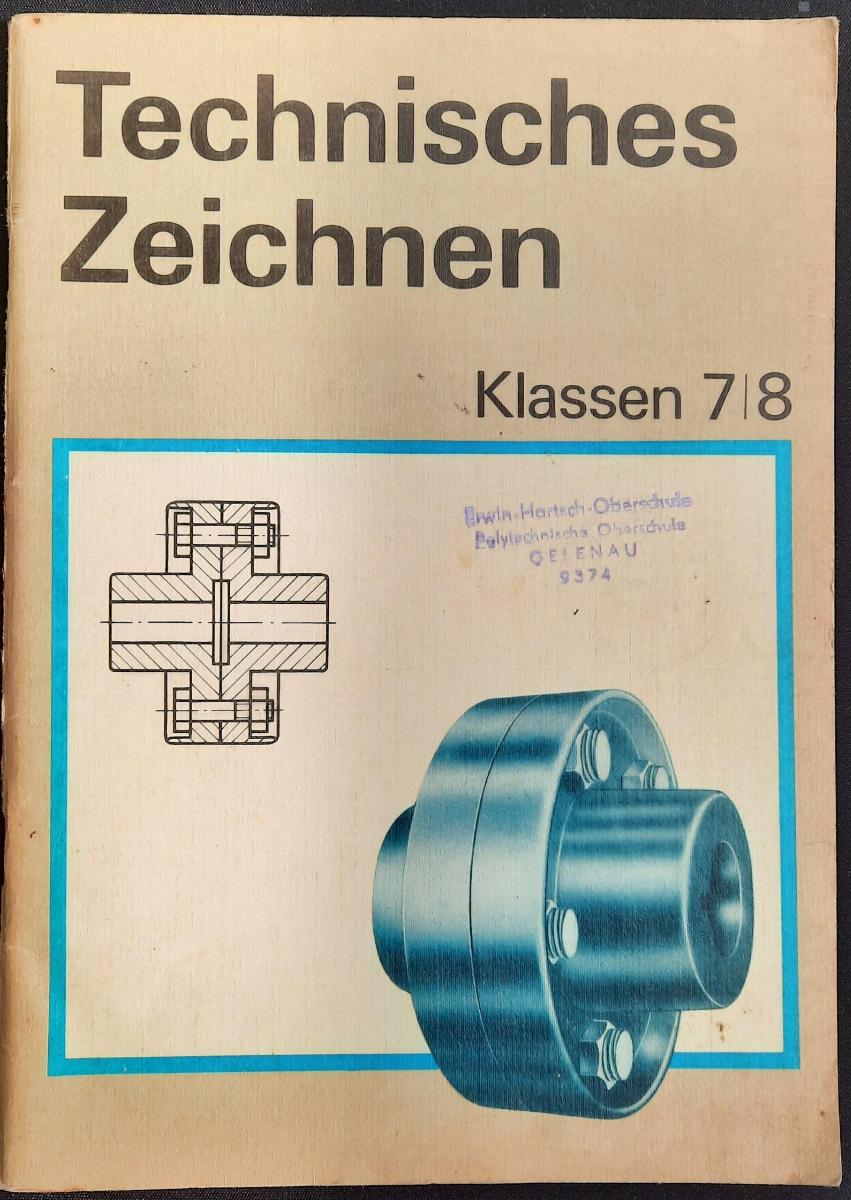 Technisches
Zeichnen
Klassen 7|8
Erwin-Hartsch-Oberschule
Polytechnische Oberschule
GELENAU
9374